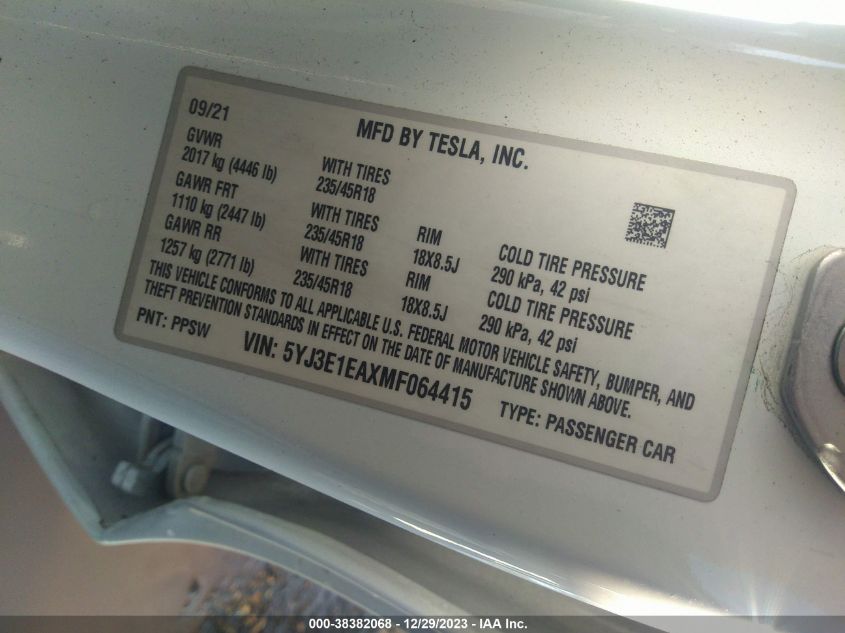 09/21
MFD BY TESLA, INC.
GVWR
2017 kg (4446 lb)
WITH TIRES
235/45R18
GAWR FRT
1110 kg (2447 lb)
WITH TIRES
235/45R18
RIM
18X8.5J
COLD TIRE PRESSURE
290 kPa, 42 psi
GAWR RR
1257 kg (2771 lb)
WITH TIRES
235/45R18
RIM
18X8.5J
COLD TIRE PRESSURE
290 kPa, 42 psi
THIS VEHICLE CONFORMS TO ALL APPLICABLE U.S. FEDERAL MOTOR VEHICLE SAFETY, BUMPER, AND
THEFT PREVENTION STANDARDS IN EFFECT ON THE DATE OF MANUFACTURE SHOWN ABOVE.
PNT: PPSW
VIN: 5YJ3E1EAXMF064415
TYPE: PASSENGER CAR
000-38382068 - 12/29/2023 - IAA Inc.